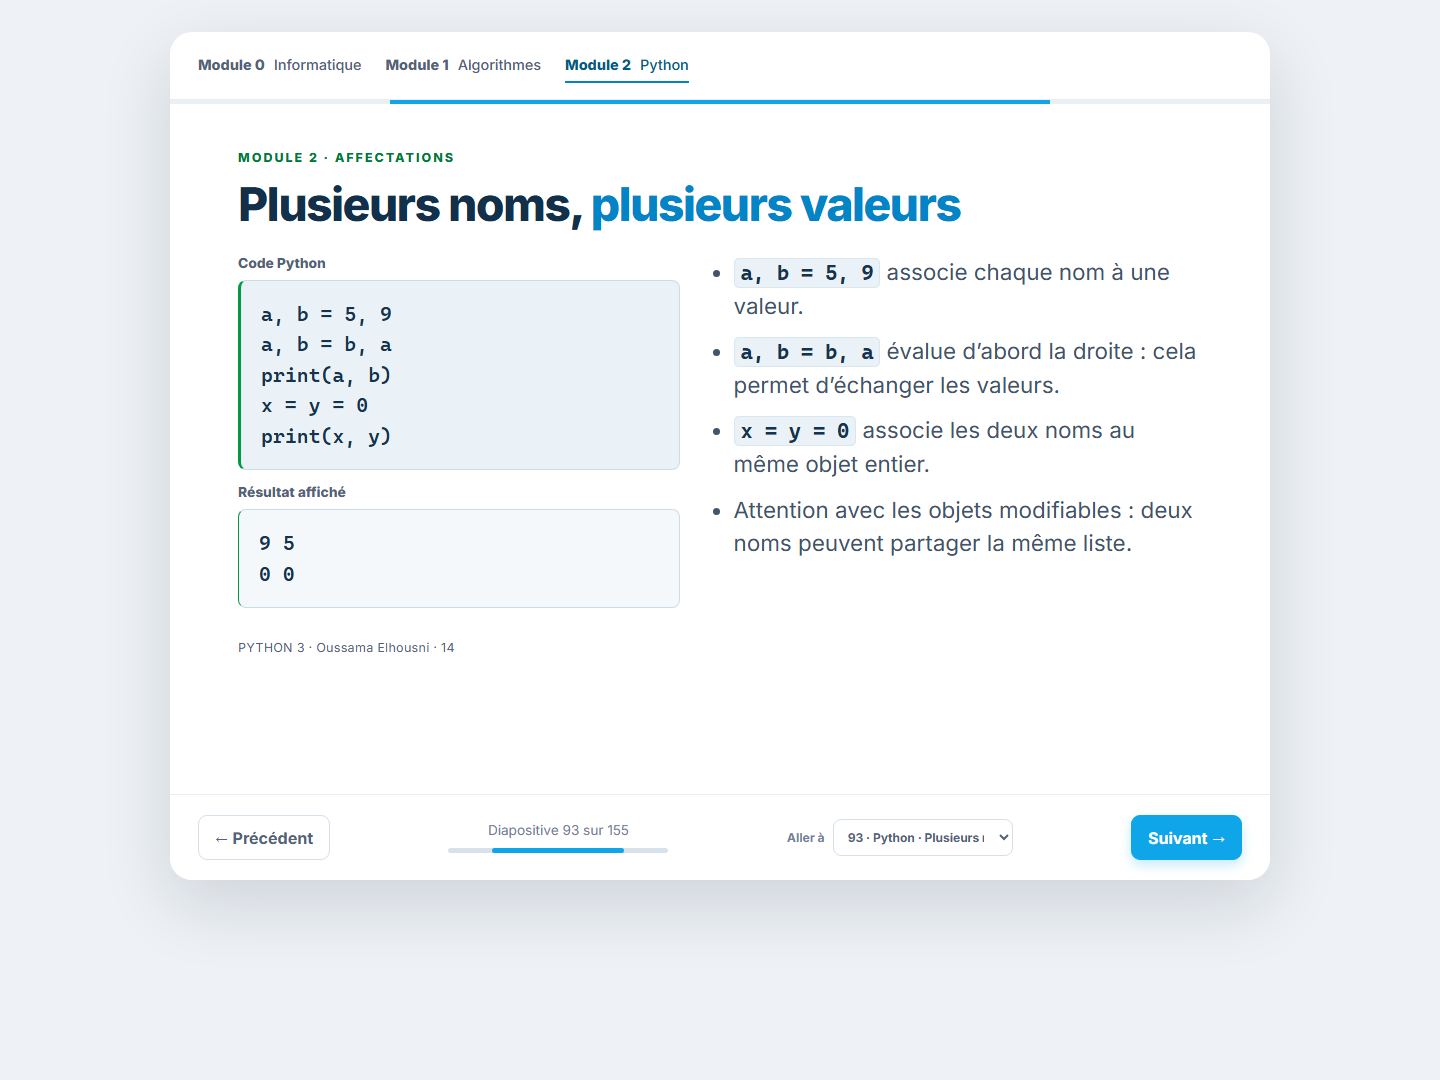 Module 0 Informatique Module 1 Algorithmes Module 2 Python
MODULE 2 · AFFECTATIONS
Plusieurs noms, plusieurs valeurs
Code Python
a, b = 5, 9
a, b = b, a
print(a, b)
x = y = 0
print(x, y)
Résultat affiché
9 5
0 0
• a, b = 5, 9 associe chaque nom à une
valeur.
• a, b = b, a évalue d’abord la droite : cela
permet d’échanger les valeurs.
• x = y = 0 associe les deux noms au
même objet entier.
• Attention avec les objets modifiables : deux
noms peuvent partager la même liste.
PYTHON 3 · Oussama Elhousni · 14
← Précédent
Diapositive 93 sur 155
Aller à
93 · Python · Plusieurs
Suivant →